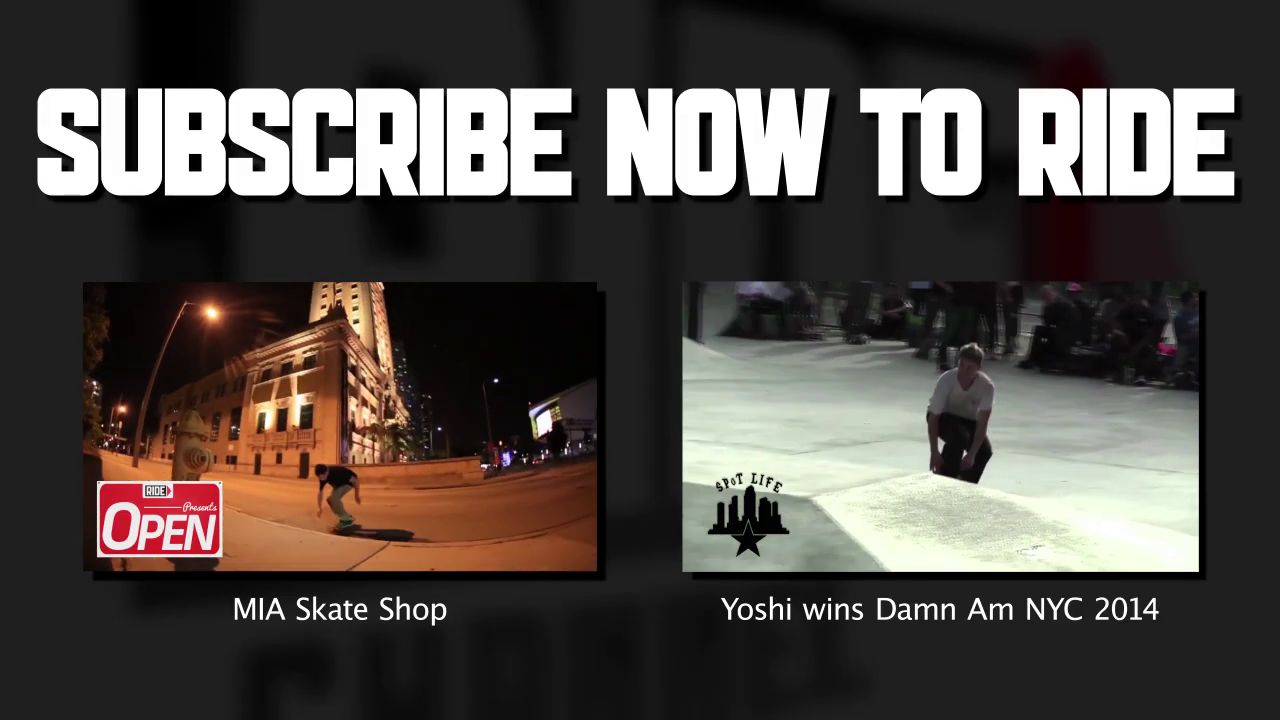 SUBSCRIBE NOW TO RIDE
RIDE
Presents
OPEN
SPoT LIFE
MIA Skate Shop
Yoshi wins Damn Am NYC 2014